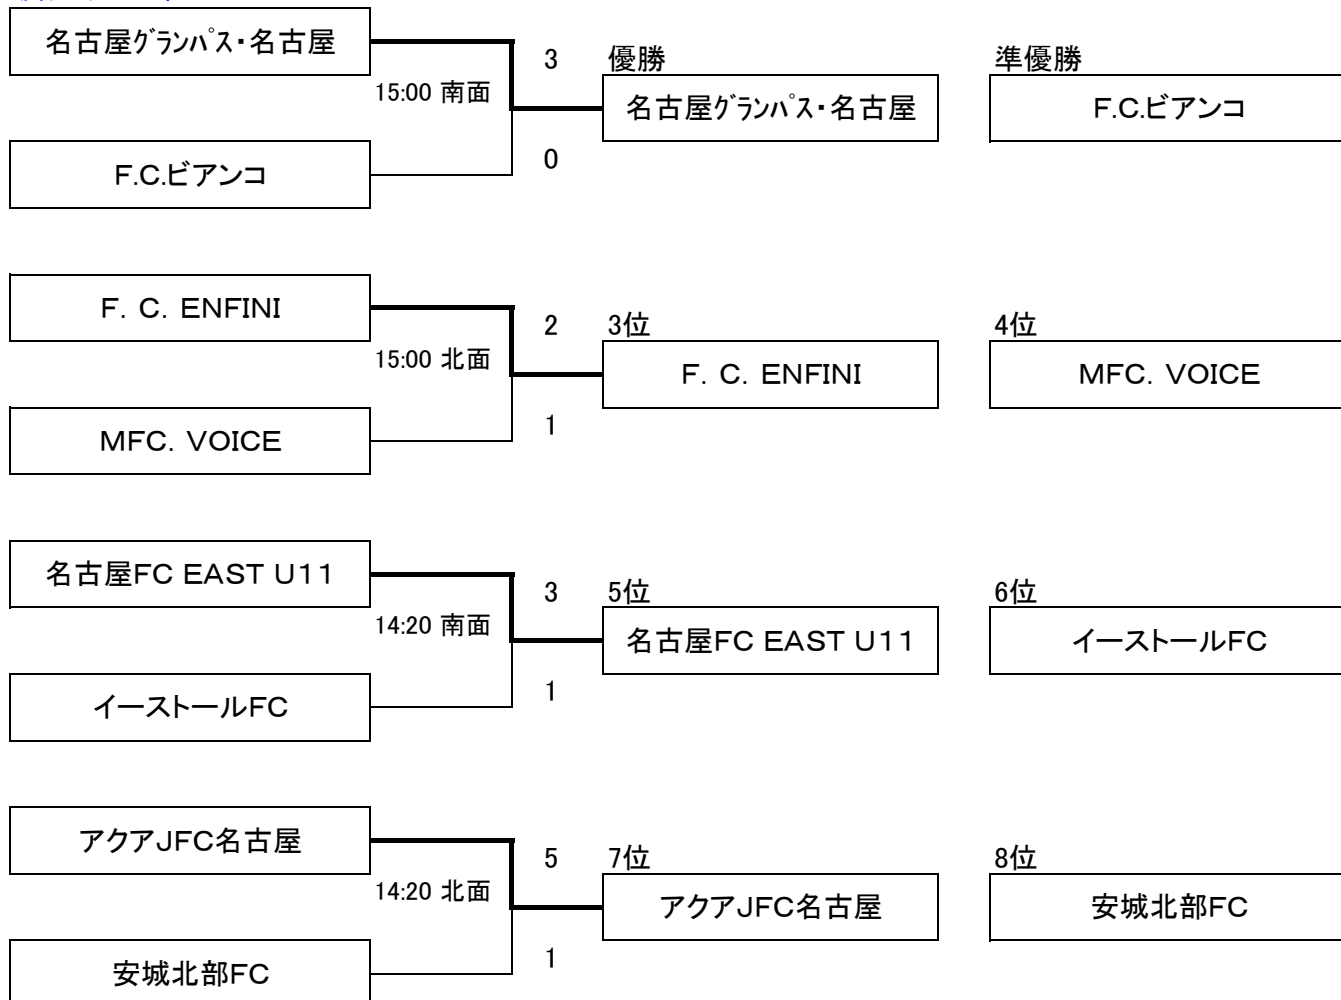 名古屋グランパス・名古屋
3
優勝
準優勝
15:00 南面
名古屋グランパス・名古屋
F.C.ビアンコ
F.C.ビアンコ
0
F．C．ENFINI
2
3位
4位
15:00 北面
F．C．ENFINI
MFC．VOICE
MFC．VOICE
1
名古屋FC EAST U11
3
5位
6位
14:20 南面
名古屋FC EAST U11
イーストールFC
イーストールFC
1
アクアJFC名古屋
5
7位
8位
14:20 北面
アクアJFC名古屋
安城北部FC
安城北部FC
1